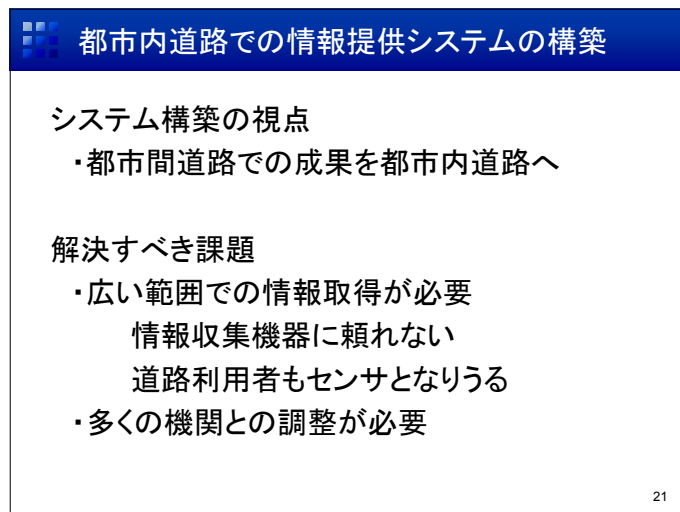 都市内道路での情報提供システムの構築
システム構築の視点
・都市間道路での成果を都市内道路へ
解決すべき課題
・広い範囲での情報取得が必要
情報収集機器に頼れない
道路利用者もセンサとなりうる
・多くの機関との調整が必要
21